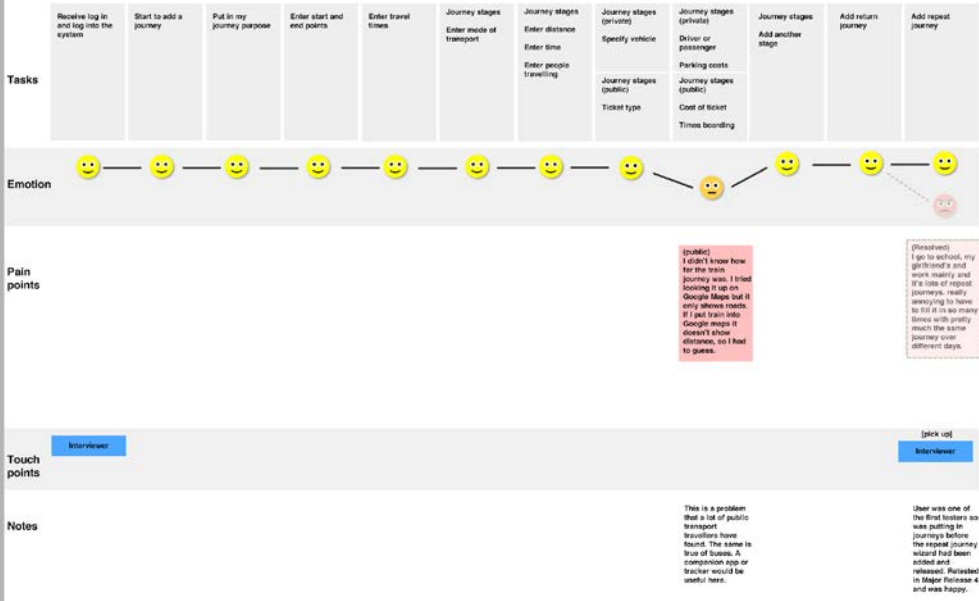 Tasks
Receive log in
and log into the
system
Start to add a
journey
Put in my
journey purpose
Enter start and
end points
Enter travel
times
Journey stages
Enter mode of
transport
Journey stages
Enter distance
Enter time
Enter people
travelling
Journey stages
(private)
Specify vehicle
Journey stages
(public)
Ticket type
Journey stages
(private)
Driver or
passenger
Parking costs
Journey stages
(public)
Cost of ticket
Times boarding
Journey stages
Add another
stage
Add return
journey
Add repeat
journey
Emotion
Pain
points
(public)
I didn't know how
far the train
journey was. I tried
looking it up on
Google Maps but it
only shows roads.
If I put train into
Google maps it
doesn't show
distance, so I had
to guess.
(Resolved)
I go to school, my
girlfriend's and
work mainly and
it's lots of repeat
journeys. really
annoying to have
to fill it in so many
times with pretty
much the same
journey over
different days.
Touch
points
Interviewer
[pick up]
Interviewer
Notes
This is a problem
that a lot of public
transport
travellers have
found. The same is
true of buses. A
companion app or
tracker would be
useful here.
User was one of
the first testers so
was putting in
journeys before
the repeat journey
wizard had been
added and
released. Retested
in Major Release 4
and was happy.